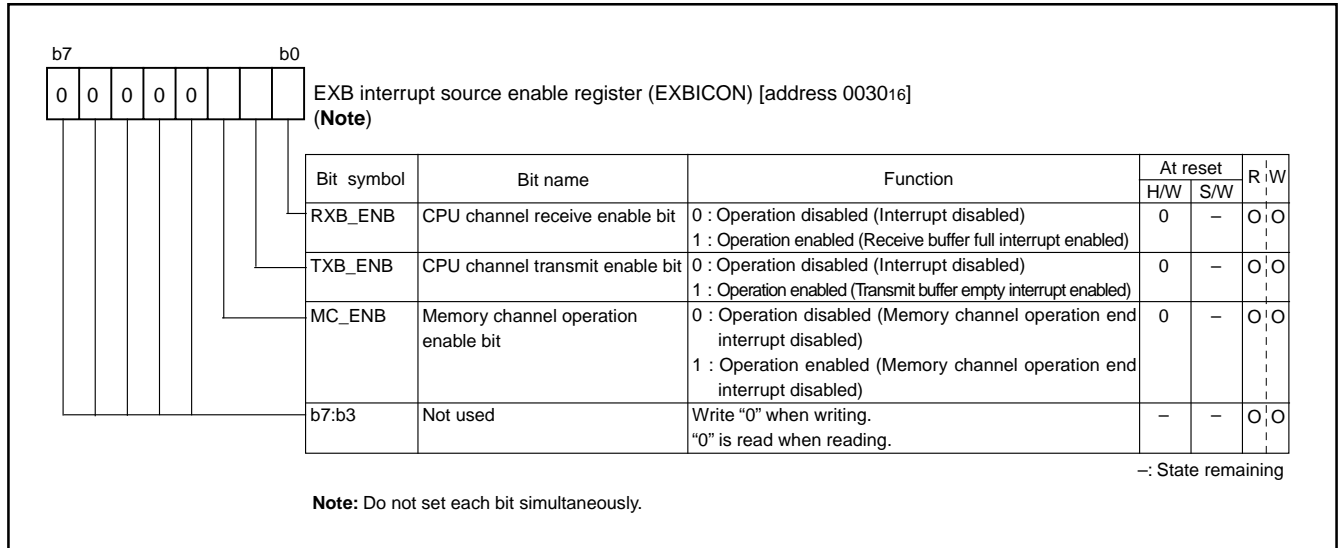 b7 b0
0 0 0 0 0
EXB interrupt source enable register (EXBICON) [address 003016]
(Note)
Bit symbol Bit name Function At reset R W
H/W S/W
RXB_ENB CPU channel receive enable bit 0 : Operation disabled (Interrupt disabled) 0 – O O
1 : Operation enabled (Receive buffer full interrupt enabled)
TXB_ENB CPU channel transmit enable bit 0 : Operation disabled (Interrupt disabled) 0 – O O
1 : Operation enabled (Transmit buffer empty interrupt enabled)
MC_ENB Memory channel operation 0 : Operation disabled (Memory channel operation end 0 – O O
enable bit interrupt disabled)
1 : Operation enabled (Memory channel operation end
interrupt disabled)
b7:b3 Not used Write “0” when writing. – – O O
“0” is read when reading.
–: State remaining
Note: Do not set each bit simultaneously.